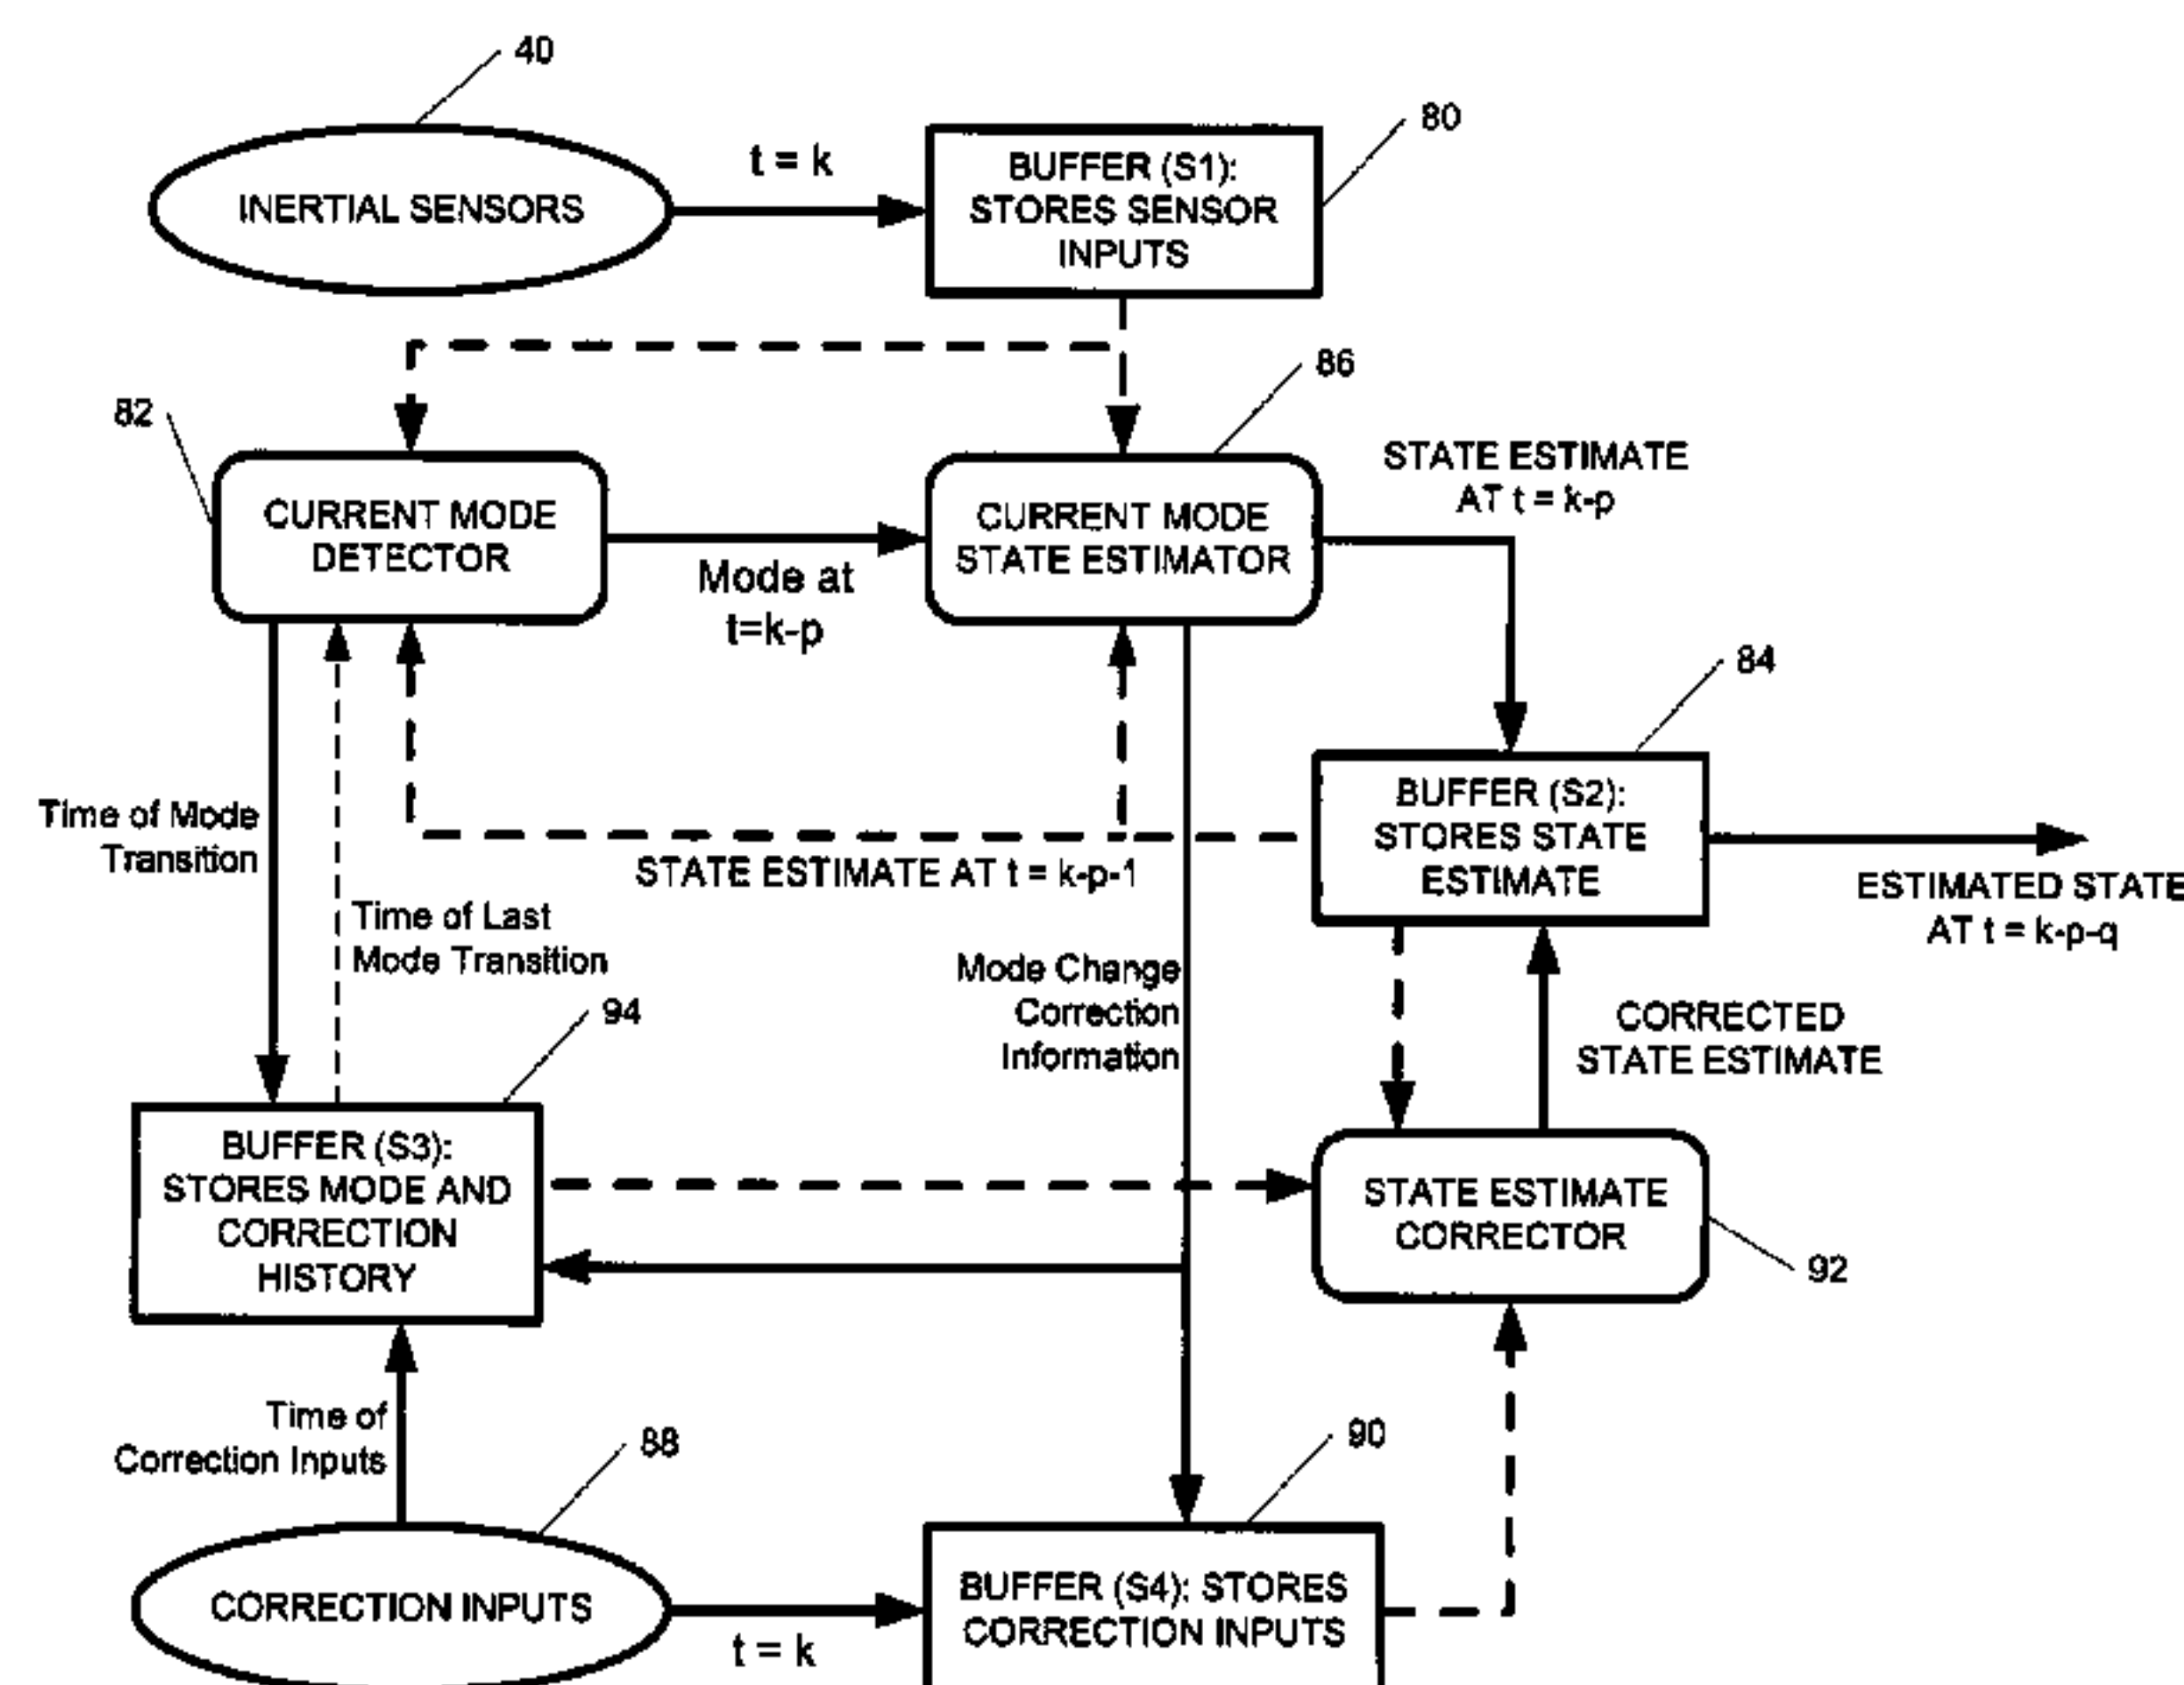 40
80
t = k
BUFFER (S1):
STORES SENSOR
INPUTS
INERTIAL SENSORS
86
82
STATE ESTIMATE
AT t = k-p
CURRENT MODE
DETECTOR
CURRENT MODE
STATE ESTIMATOR
Mode at
t=k-p
84
Time of Mode
Transition
BUFFER (S2):
STORES STATE
ESTIMATE
STATE ESTIMATE AT t = k-p-1
ESTIMATED STATE
AT t = k-p-q
Time of Last
Mode Transition
Mode Change
Correction
Information
94
CORRECTED
STATE ESTIMATE
BUFFER (S3):
STORES MODE AND
CORRECTION
HISTORY
STATE ESTIMATE
CORRECTOR
92
Time of
Correction Inputs
88
90
CORRECTION INPUTS
t = k
BUFFER (S4): STORES
CORRECTION INPUTS